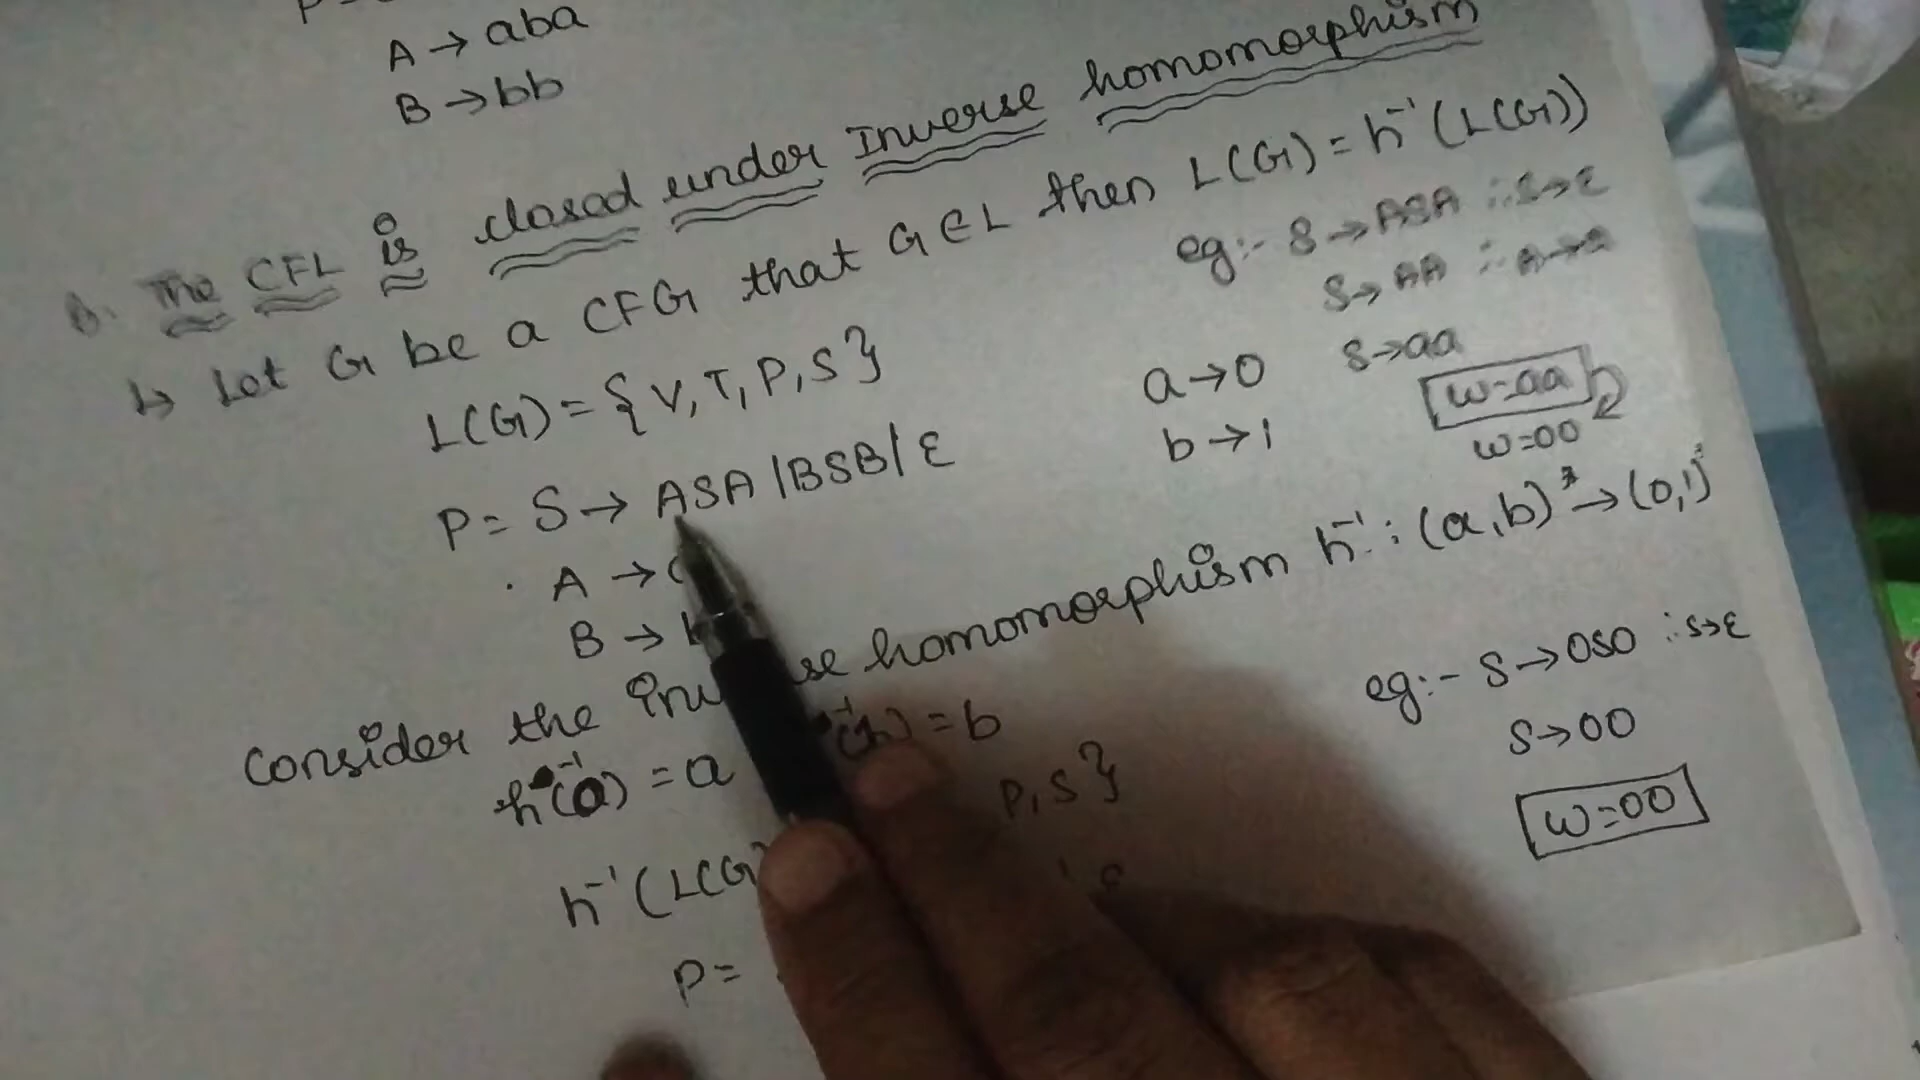 A → aba
B → bb
The CFL is closed under Inverse homomorphism
↳ Let G be a CFG that G ∈ L then L(G) = h⁻¹(L(G))
L(G) = {V, T, P, S}
P = S → ASA | BSB | ε
A →
B →
eg:- S → ASA ∵ S → ε
S → AA ∵ A → a
S → aa
a → 0
b → 1
w=aa
w=00
Consider the homomorphism h⁻¹: (a,b)* → (0,1)
h⁻¹(0) = a = b
h⁻¹(L(G) P, S}
P =
eg:- S → 0S0 ∵ S→ε
S → 00
w=00